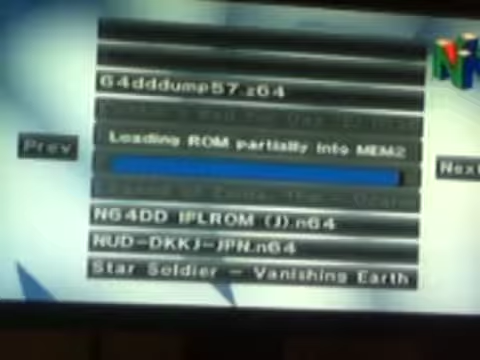 64dddump57.z64
Prev
Loading ROM partially into MEM2
Next
N64DD IPLROM (J).n64
NUD-DKKJ-JPN.n64
Star Soldier - Vanishing Earth